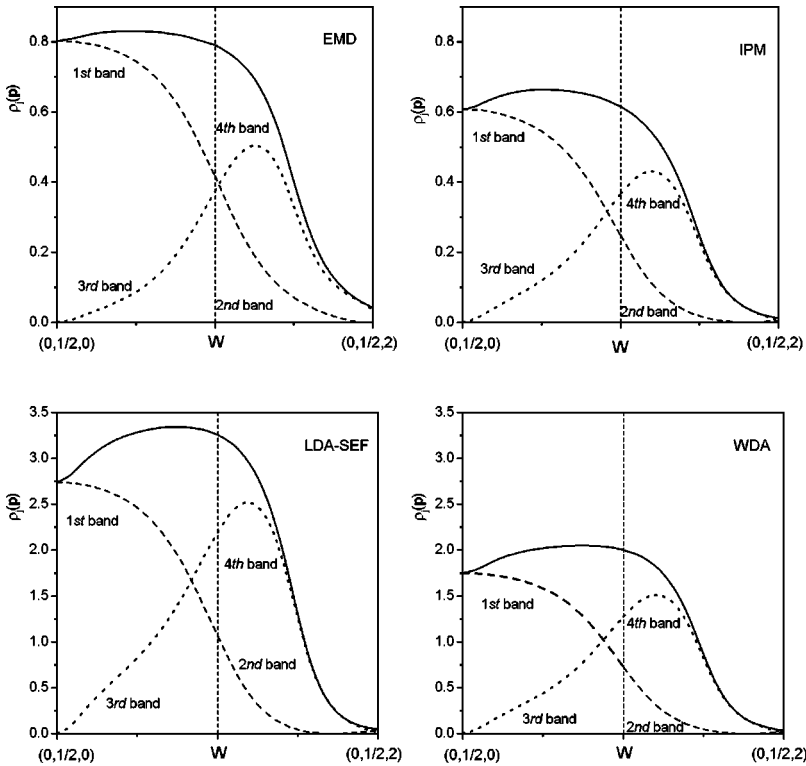 EMD
ρj(p)
0.8
0.6
0.4
0.2
0.0
1st band
4th band
3rd band
2nd band
(0,1/2,0)
W
(0,1/2,2)
IPM
ρj(p)
0.8
0.6
0.4
0.2
0.0
1st band
4th band
3rd band
2nd band
(0,1/2,0)
W
(0,1/2,2)
LDA-SEF
ρj(p)
3.5
3.0
2.5
2.0
1.5
1.0
0.5
0.0
1st band
4th band
2nd band
3rd band
(0,1/2,0)
W
(0,1/2,2)
WDA
ρj(p)
3.5
3.0
2.5
2.0
1.5
1.0
0.5
0.0
1st band
4th band
3rd band
2nd band
(0,1/2,0)
W
(0,1/2,2)